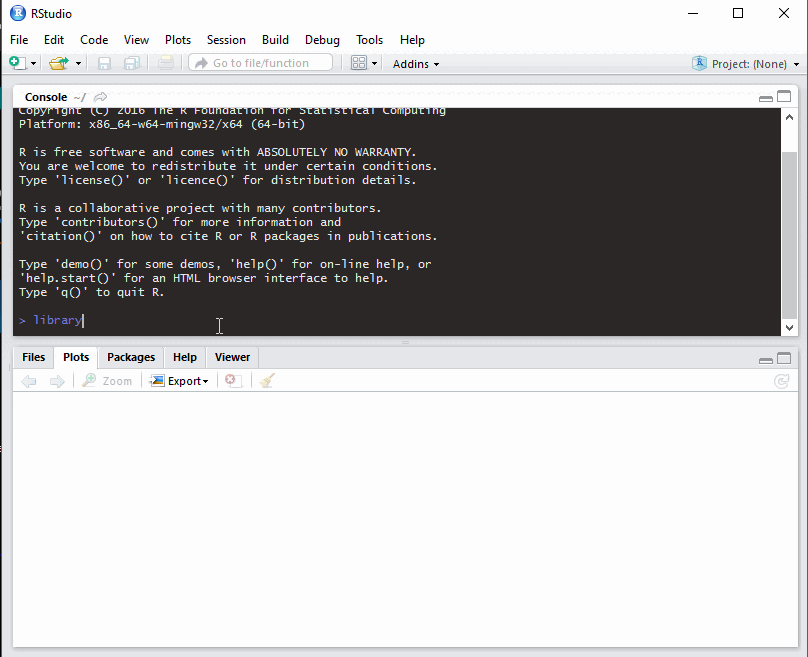 RStudio
File Edit Code View Plots Session Build Debug Tools Help
Go to file/function Addins Project: (None)
Console ~/
Copyright (C) 2016 The R Foundation for Statistical Computing
Platform: x86_64-w64-mingw32/x64 (64-bit)
R is free software and comes with ABSOLUTELY NO WARRANTY.
You are welcome to redistribute it under certain conditions.
Type 'license()' or 'licence()' for distribution details.
R is a collaborative project with many contributors.
Type 'contributors()' for more information and
'citation()' on how to cite R or R packages in publications.
Type 'demo()' for some demos, 'help()' for on-line help, or
'help.start()' for an HTML browser interface to help.
Type 'q()' to quit R.
> library
Files Plots Packages Help Viewer
Zoom Export